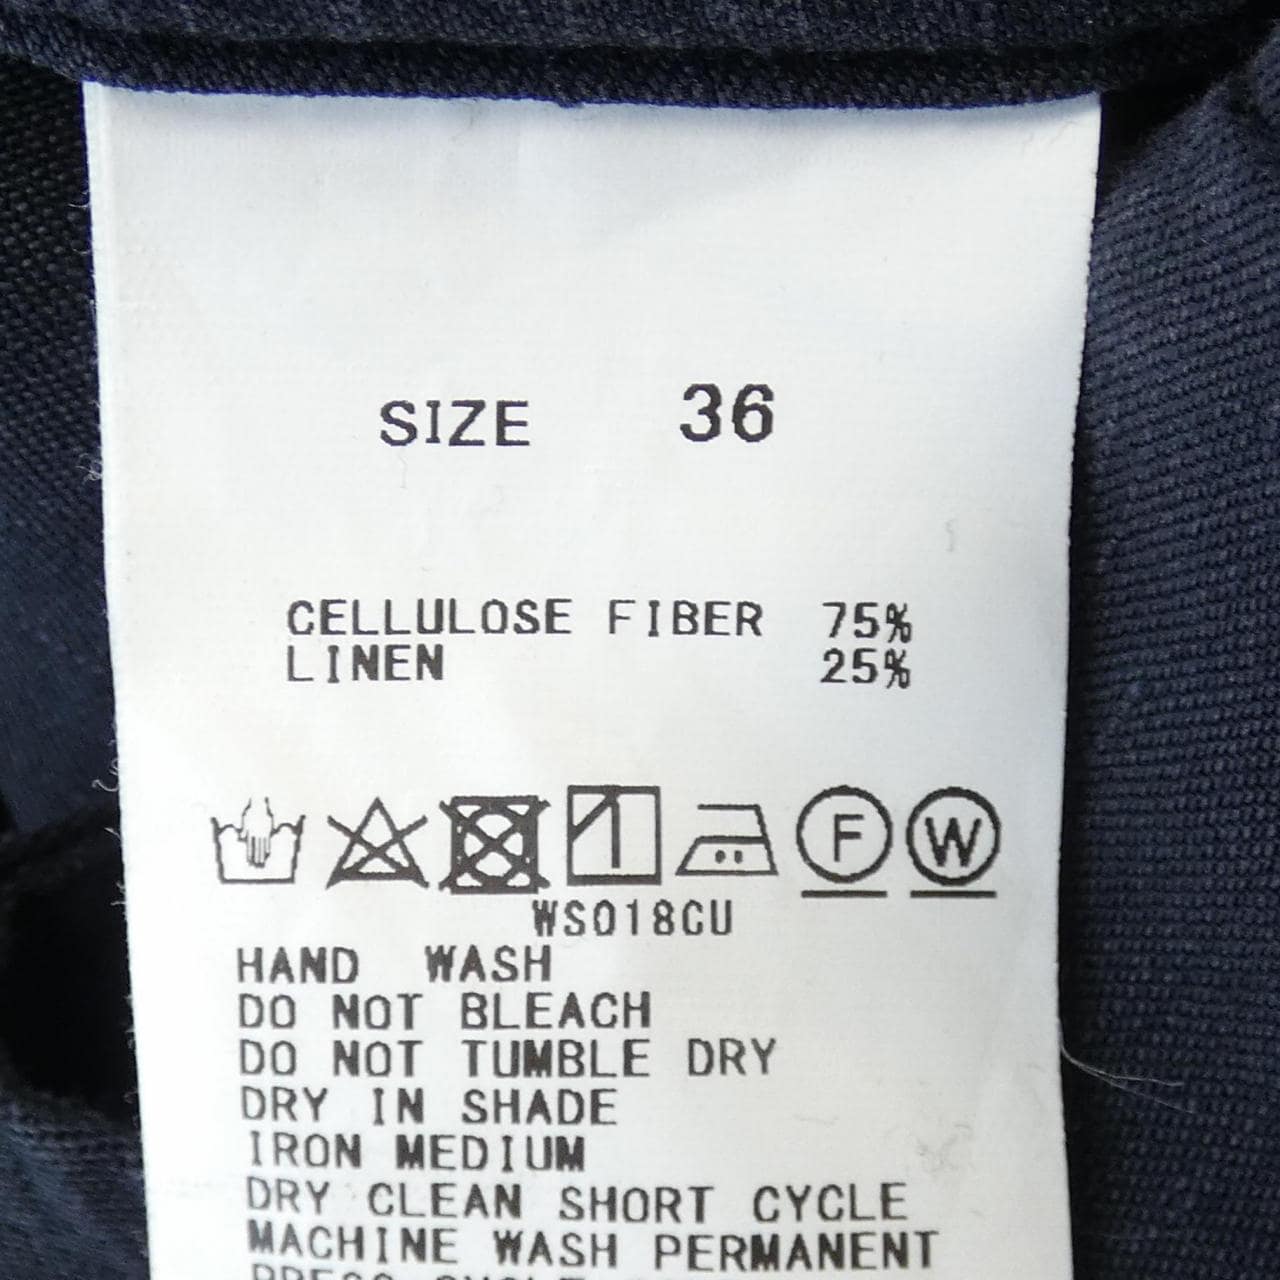 SIZE 36
CELLULOSE FIBER 75%
LINEN 25%
F W
WS018CU
HAND WASH
DO NOT BLEACH
DO NOT TUMBLE DRY
DRY IN SHADE
IRON MEDIUM
DRY CLEAN SHORT CYCLE
MACHINE WASH PERMANENT